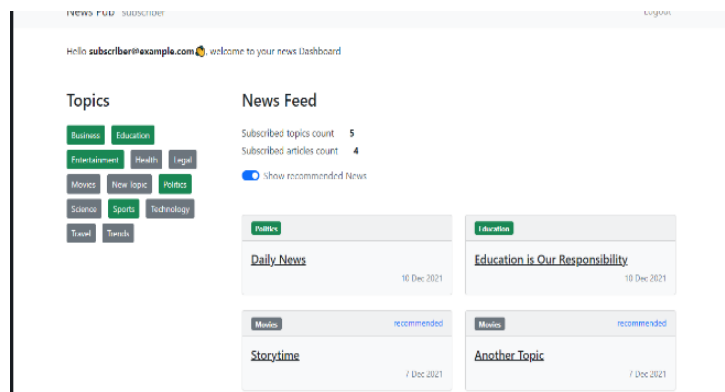 News Pub subscriber
Logout
Hello subscriber@example.com, welcome to your news Dashboard
Topics
Business Education
Entertainment Health Legal
Movies New Topic Politics
Science Sports Technology
Travel Trends
News Feed
Subscribed topics count 5
Subscribed articles count 4
Show recommended News
Politics
Daily News
10 Dec 2021
Education
Education is Our Responsibility
10 Dec 2021
Movies recommended
Storytime
7 Dec 2021
Movies recommended
Another Topic
7 Dec 2021